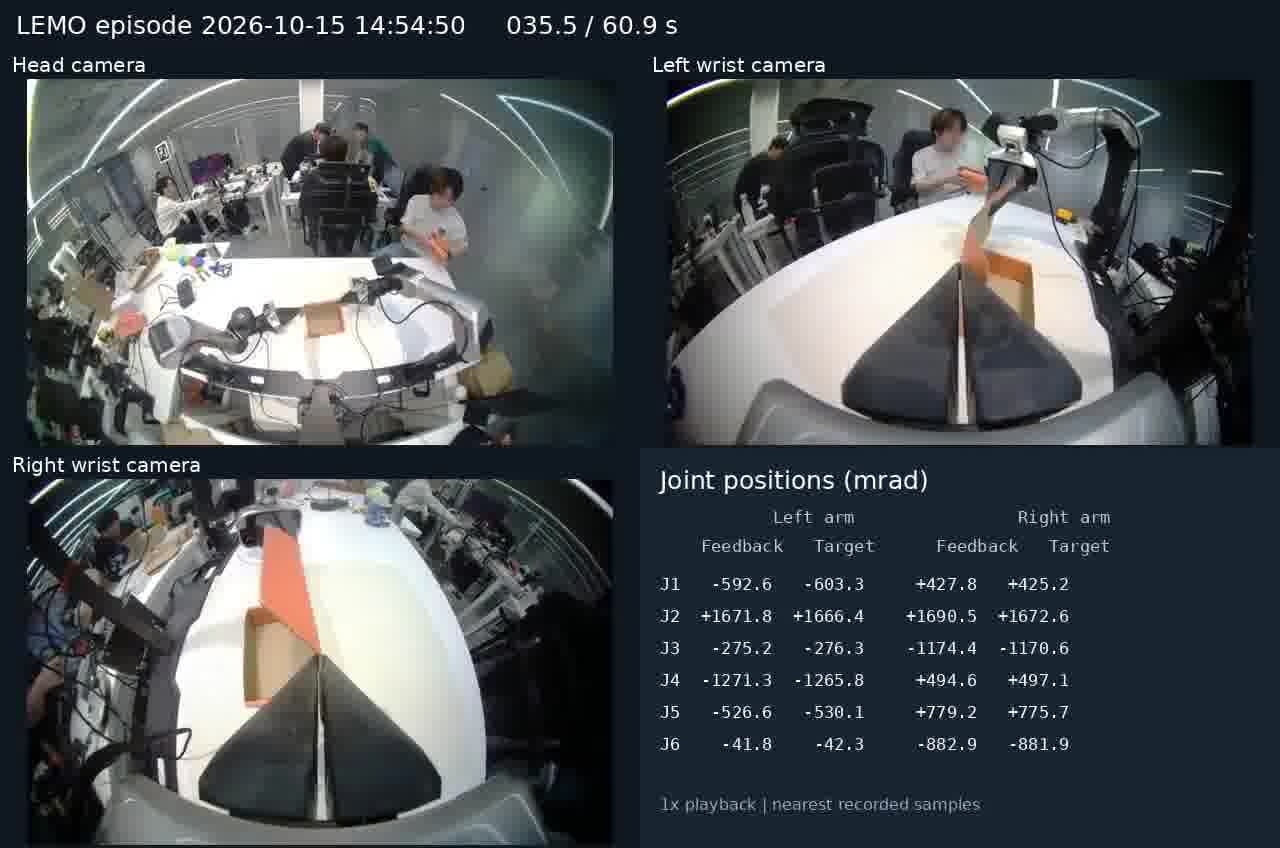 LEMO episode 2026-10-15 14:54:50 035.5 / 60.9 s
Head camera
Left wrist camera
Right wrist camera
Joint positions (mrad)
Left arm Right arm
Feedback Target Feedback Target
J1 -592.6 -603.3 +427.8 +425.2
J2 +1671.8 +1666.4 +1690.5 +1672.6
J3 -275.2 -276.3 -1174.4 -1170.6
J4 -1271.3 -1265.8 +494.6 +497.1
J5 -526.6 -530.1 +779.2 +775.7
J6 -41.8 -42.3 -882.9 -881.9
1x playback | nearest recorded samples